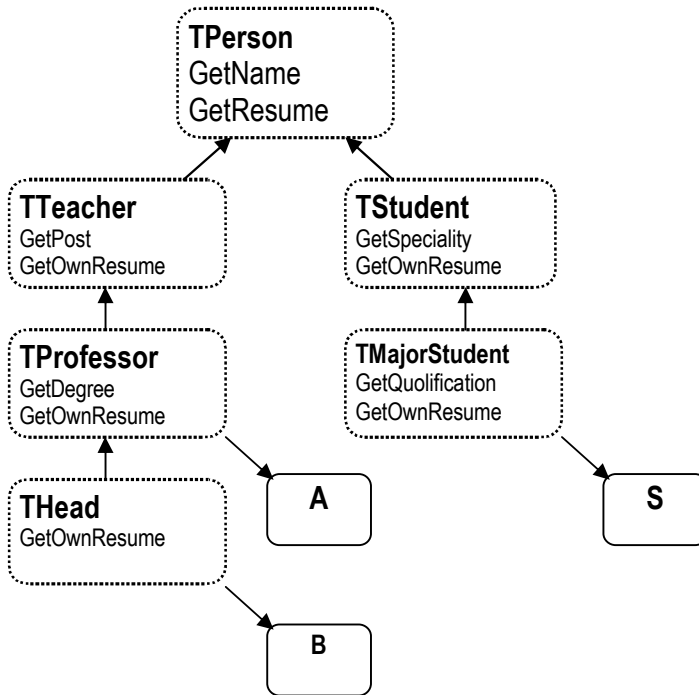 TPerson
GetName
GetResume
TTeacher
GetPost
GetOwnResume
TStudent
GetSpeciality
GetOwnResume
TProfessor
GetDegree
GetOwnResume
TMajorStudent
GetQuolification
GetOwnResume
THead
GetOwnResume
A
S
B